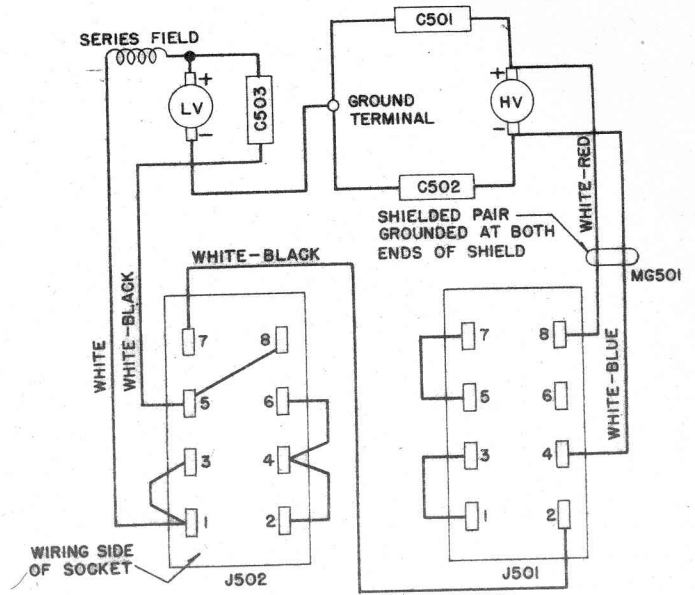 C501
SERIES FIELD
+
LV
-
C503
GROUND
TERMINAL
+
HV
-
C502
WHITE-RED
SHIELDED PAIR
GROUNDED AT BOTH
ENDS OF SHIELD
MG501
WHITE-BLACK
WHITE
WHITE-BLACK
WHITE-BLUE
7
8
5
6
3
4
1
2
7
8
5
6
3
4
1
2
WIRING SIDE
OF SOCKET
J502
J501